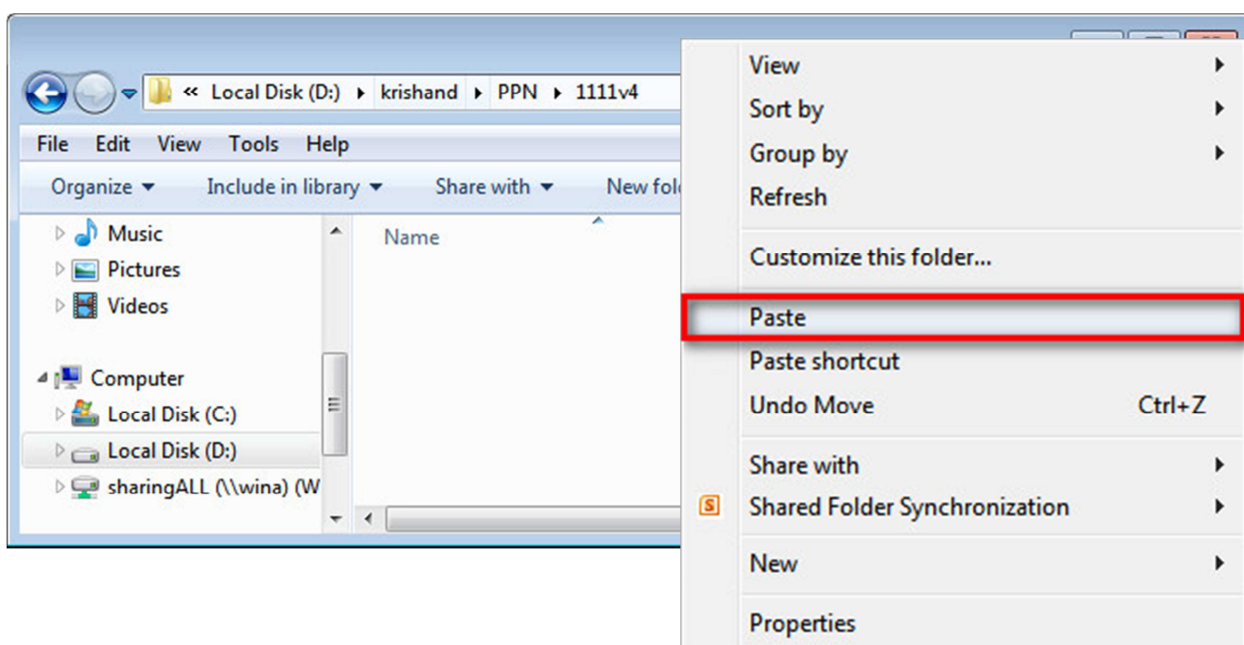 « Local Disk (D:) krishand PPN 1111v4
File Edit View Tools Help
Organize Include in library Share with New fol
Music
Pictures
Videos
Computer
Local Disk (C:)
Local Disk (D:)
sharingALL (\\wina) (W
Name
View
Sort by
Group by
Refresh
Customize this folder...
Paste
Paste shortcut
Undo Move Ctrl+Z
Share with
S Shared Folder Synchronization
New
Properties